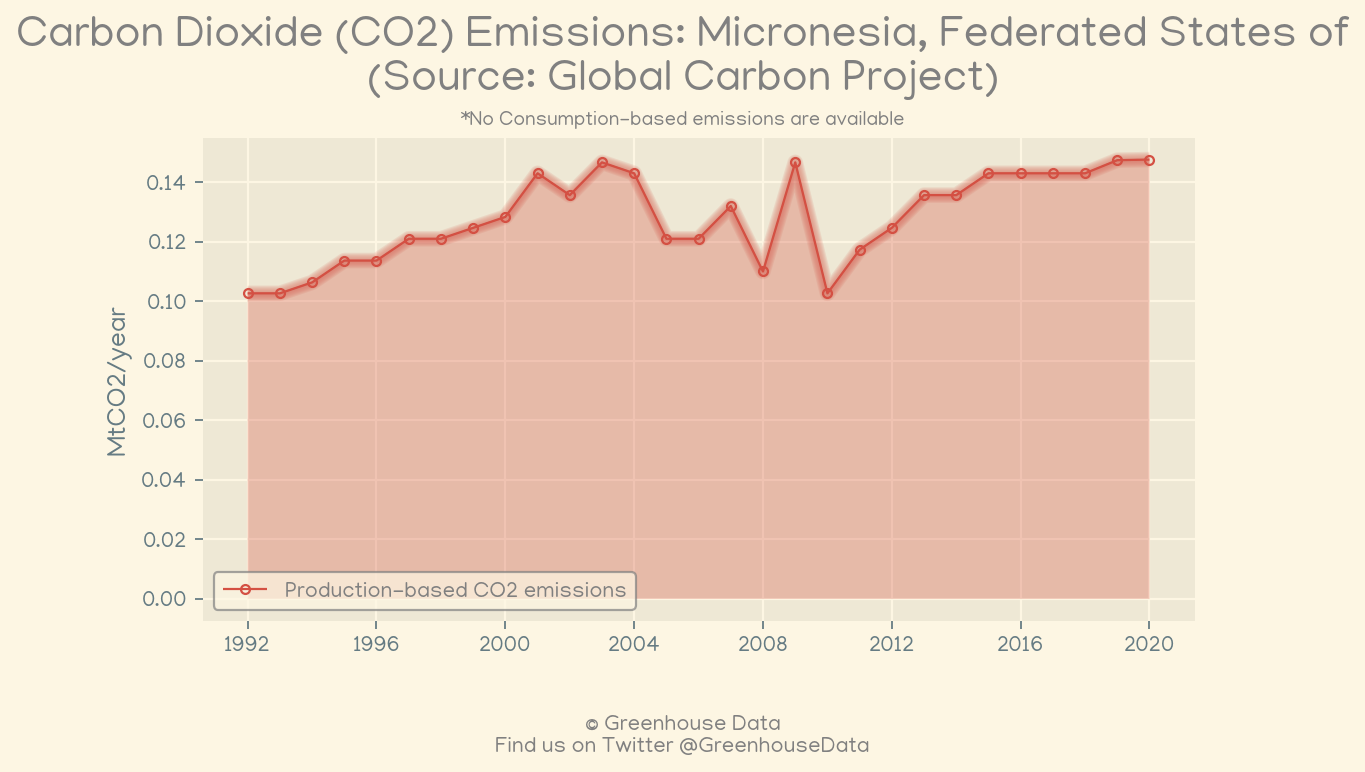 Carbon Dioxide (CO2) Emissions: Micronesia, Federated States of
(Source: Global Carbon Project)
*No Consumption-based emissions are available
MtCO2/year
0.14
0.12
0.10
0.08
0.06
0.04
0.02
0.00
Production-based CO2 emissions
1992 1996 2000 2004 2008 2012 2016 2020
© Greenhouse Data
Find us on Twitter @GreenhouseData